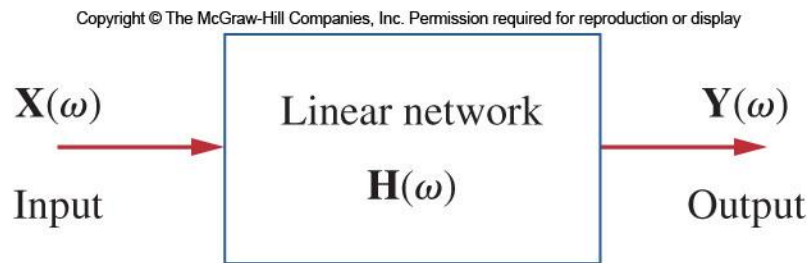 Copyright © The McGraw-Hill Companies, Inc. Permission required for reproduction or display
X(ω)
Linear network
Y(ω)
H(ω)
Input
Output